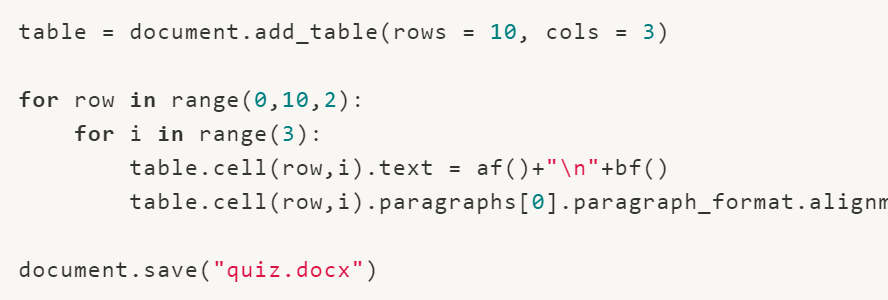 table = document.add_table(rows = 10, cols = 3)
for row in range(0,10,2):
for i in range(3):
table.cell(row,i).text = af()+"\n"+bf()
table.cell(row,i).paragraphs[0].paragraph_format.alignm
document.save("quiz.docx")